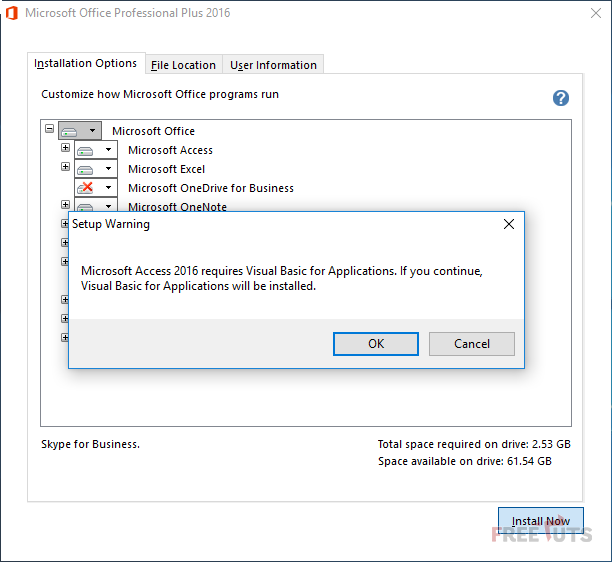 Microsoft Office Professional Plus 2016
Installation Options
File Location
User Information
Customize how Microsoft Office programs run
?
Microsoft Office
Microsoft Access
Microsoft Excel
Microsoft OneDrive for Business
Microsoft OneNote
Setup Warning
Microsoft Access 2016 requires Visual Basic for Applications. If you continue,
Visual Basic for Applications will be installed.
OK
Cancel
Skype for Business.
Total space required on drive: 2.53 GB
Space available on drive: 61.54 GB
Install Now
FREETUTS